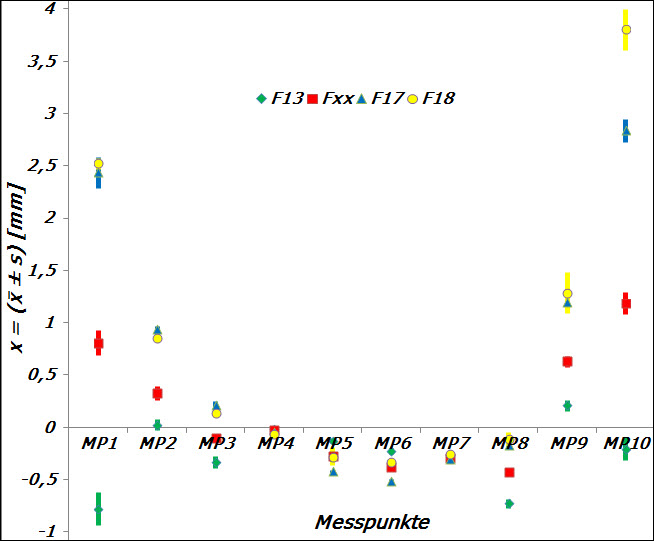 4
3,5
3
F13 Fxx F17 F18
2,5
2
x = (x̄ ± s) [mm]
1,5
1
0,5
0
MP1 MP2 MP3 MP4 MP5 MP6 MP7 MP8 MP9 MP10
-0,5
Messpunkte
-1